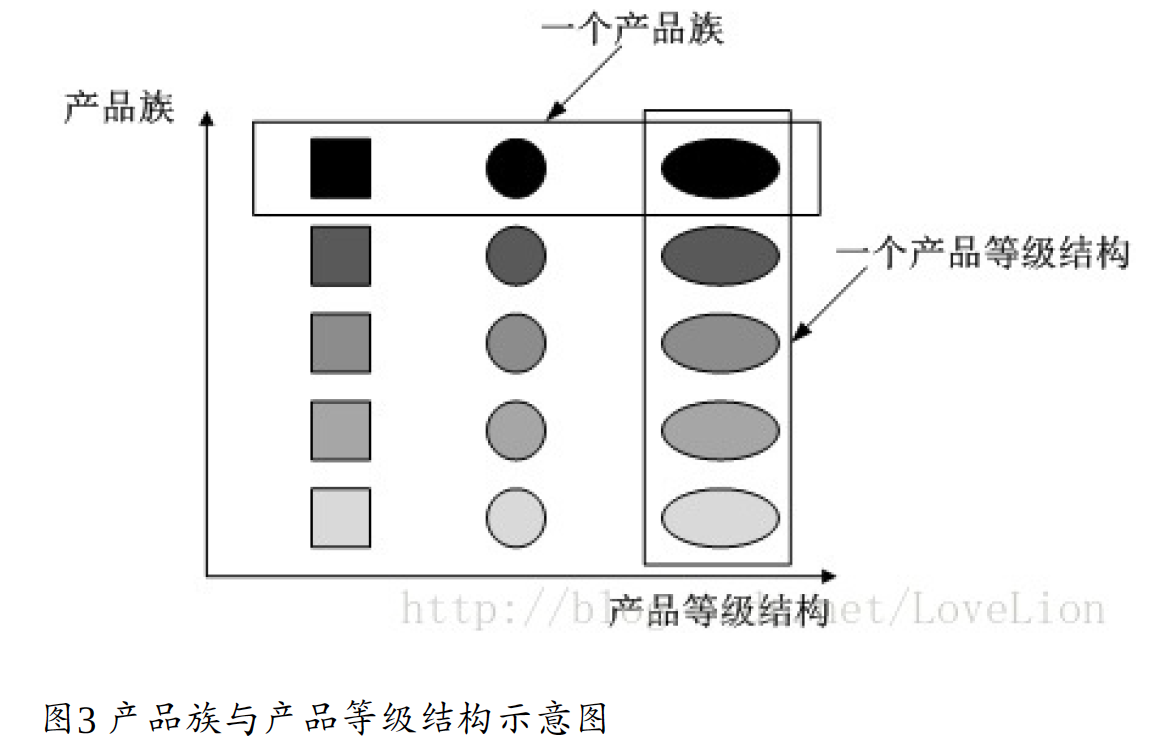 一个产品族
产品族
一个产品等级结构
产品等级结构
http://blog net/LoveLion
图3 产品族与产品等级结构示意图